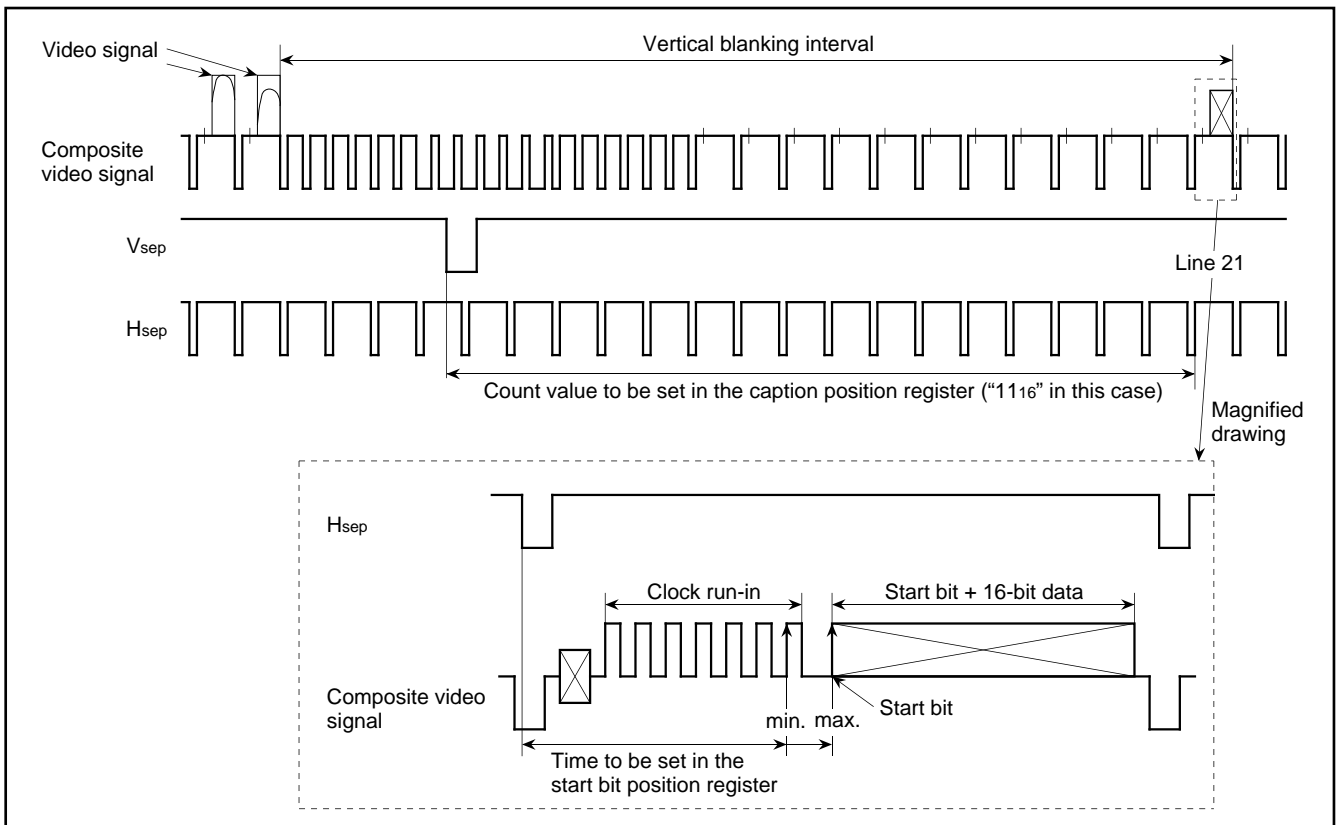 Video signal
Vertical blanking interval
Composite
video signal
Vsep
Line 21
Hsep
Count value to be set in the caption position register (“1116” in this case)
Magnified
drawing
Hsep
Clock run-in
Start bit + 16-bit data
Composite video
signal
min.
max.
Start bit
Time to be set in the
start bit position register